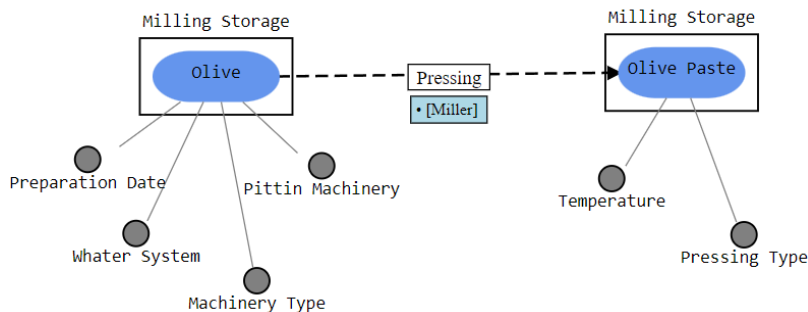 Milling Storage
Olive
Pressing
• [Miller]
Milling Storage
Olive Paste
Preparation Date
Pittin Machinery
Whater System
Machinery Type
Temperature
Pressing Type